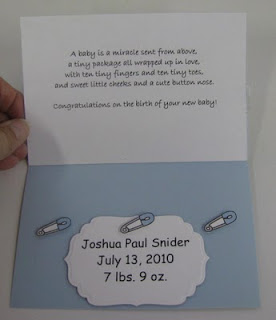 A baby is a miracle sent from above,
a tiny package all wrapped up in love,
with ten tiny fingers and ten tiny toes,
and sweet little cheeks and a cute button nose.
Congratulations on the birth of your new baby!
Joshua Paul Snider
July 13, 2010
7 lbs. 9 oz.